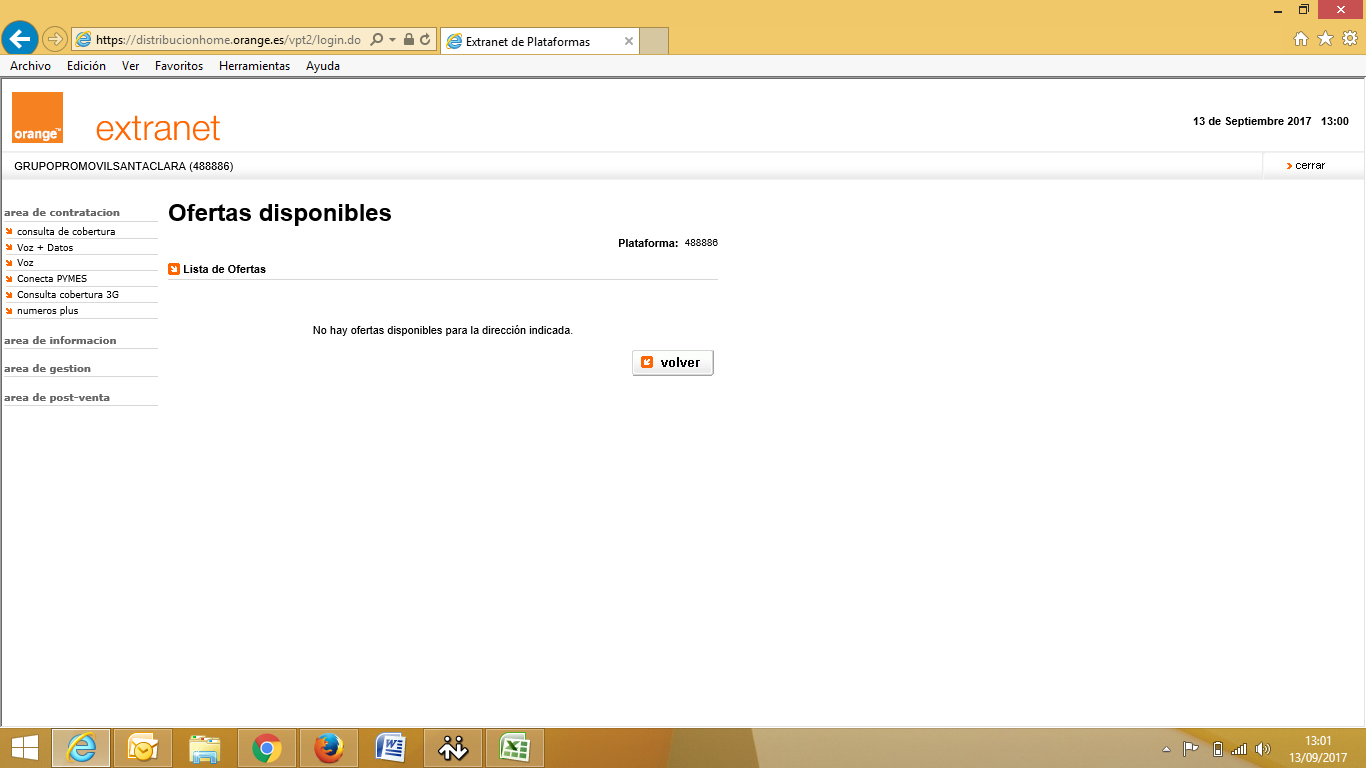 https://distribucionhome.orange.es/vpt2/login.do
Extranet de Plataformas
Archivo Edición Ver Favoritos Herramientas Ayuda
orange™
extranet
13 de Septiembre 2017 13:00
GRUPOPROMOVILSANTACLARA (488886)
cerrar
area de contratacion
consulta de cobertura
Voz + Datos
Voz
Conecta PYMES
Consulta cobertura 3G
numeros plus
area de informacion
area de gestion
area de post-venta
Ofertas disponibles
Plataforma: 488886
Lista de Ofertas
No hay ofertas disponibles para la dirección indicada.
volver
13:01
13/09/2017